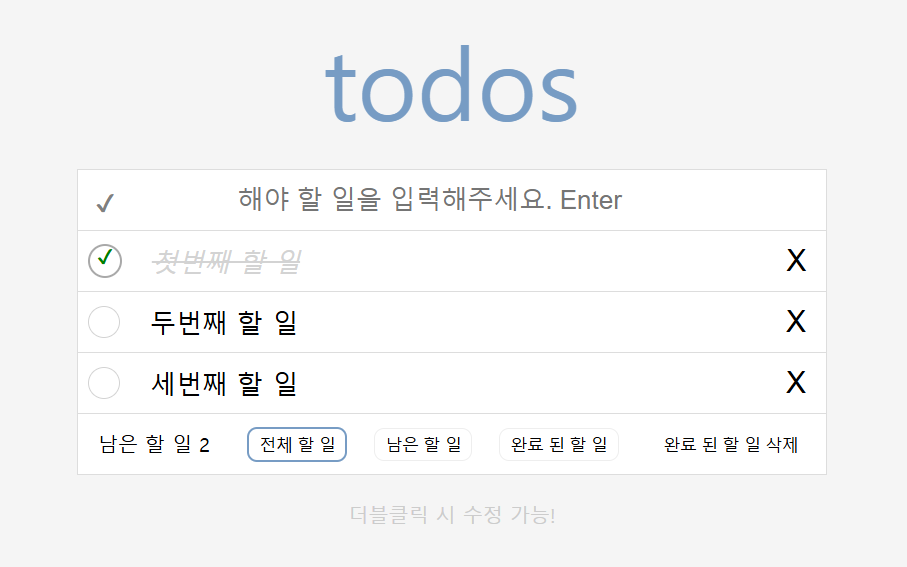 todos
✓ 해야 할 일을 입력해주세요. Enter
✓ 첫번째 할 일 X
두번째 할 일 X
세번째 할 일 X
남은 할 일 2 전체 할 일 남은 할 일 완료 된 할 일 완료 된 할 일 삭제
더블클릭 시 수정 가능!